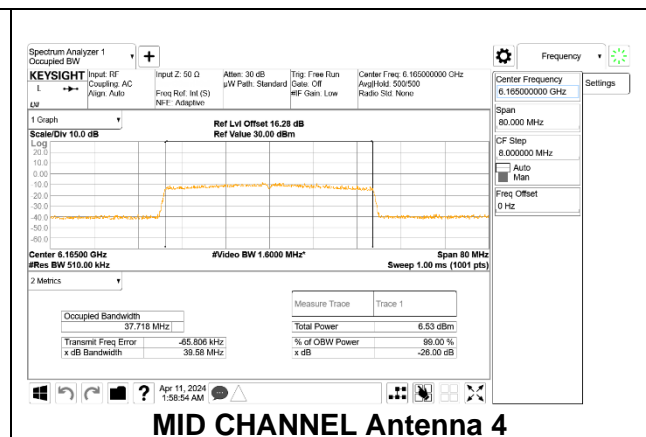 Spectrum Analyzer 1
Occupied BW
+
Frequency
KEYSIGHT
Input: RF
Coupling: AC
Align: Auto
Input Z: 50 Ω
Freq Ref: Int (S)
NFE: Adaptive
Atten: 30 dB
µW Path: Standard
Trig: Free Run
Gate: Off
#IF Gain: Low
Center Freq: 6.165000000 GHz
Avg|Hold: 500/500
Radio Std: None
L
Center Frequency
6.165000000 GHz
Settings
Span
80.000 MHz
CF Step
8.000000 MHz
Auto
Man
Freq Offset
0 Hz
1 Graph
Scale/Div 10.0 dB
Ref Lvl Offset 16.28 dB
Ref Value 30.00 dBm
Log
20.0
10.0
0.00
-10.0
-20.0
-30.0
-40.0
-50.0
-60.0
Center 6.16500 GHz
#Res BW 510.00 kHz
#Video BW 1.6000 MHz*
Span 80 MHz
Sweep 1.00 ms (1001 pts)
2 Metrics
Measure Trace Trace 1
Occupied Bandwidth
37.718 MHz
Total Power 6.53 dBm
Transmit Freq Error -65.806 kHz
% of OBW Power 99.00 %
x dB Bandwidth 39.58 MHz
x dB -26.00 dB
?
Apr 11, 2024
1:58:54 AM
MID CHANNEL Antenna 4